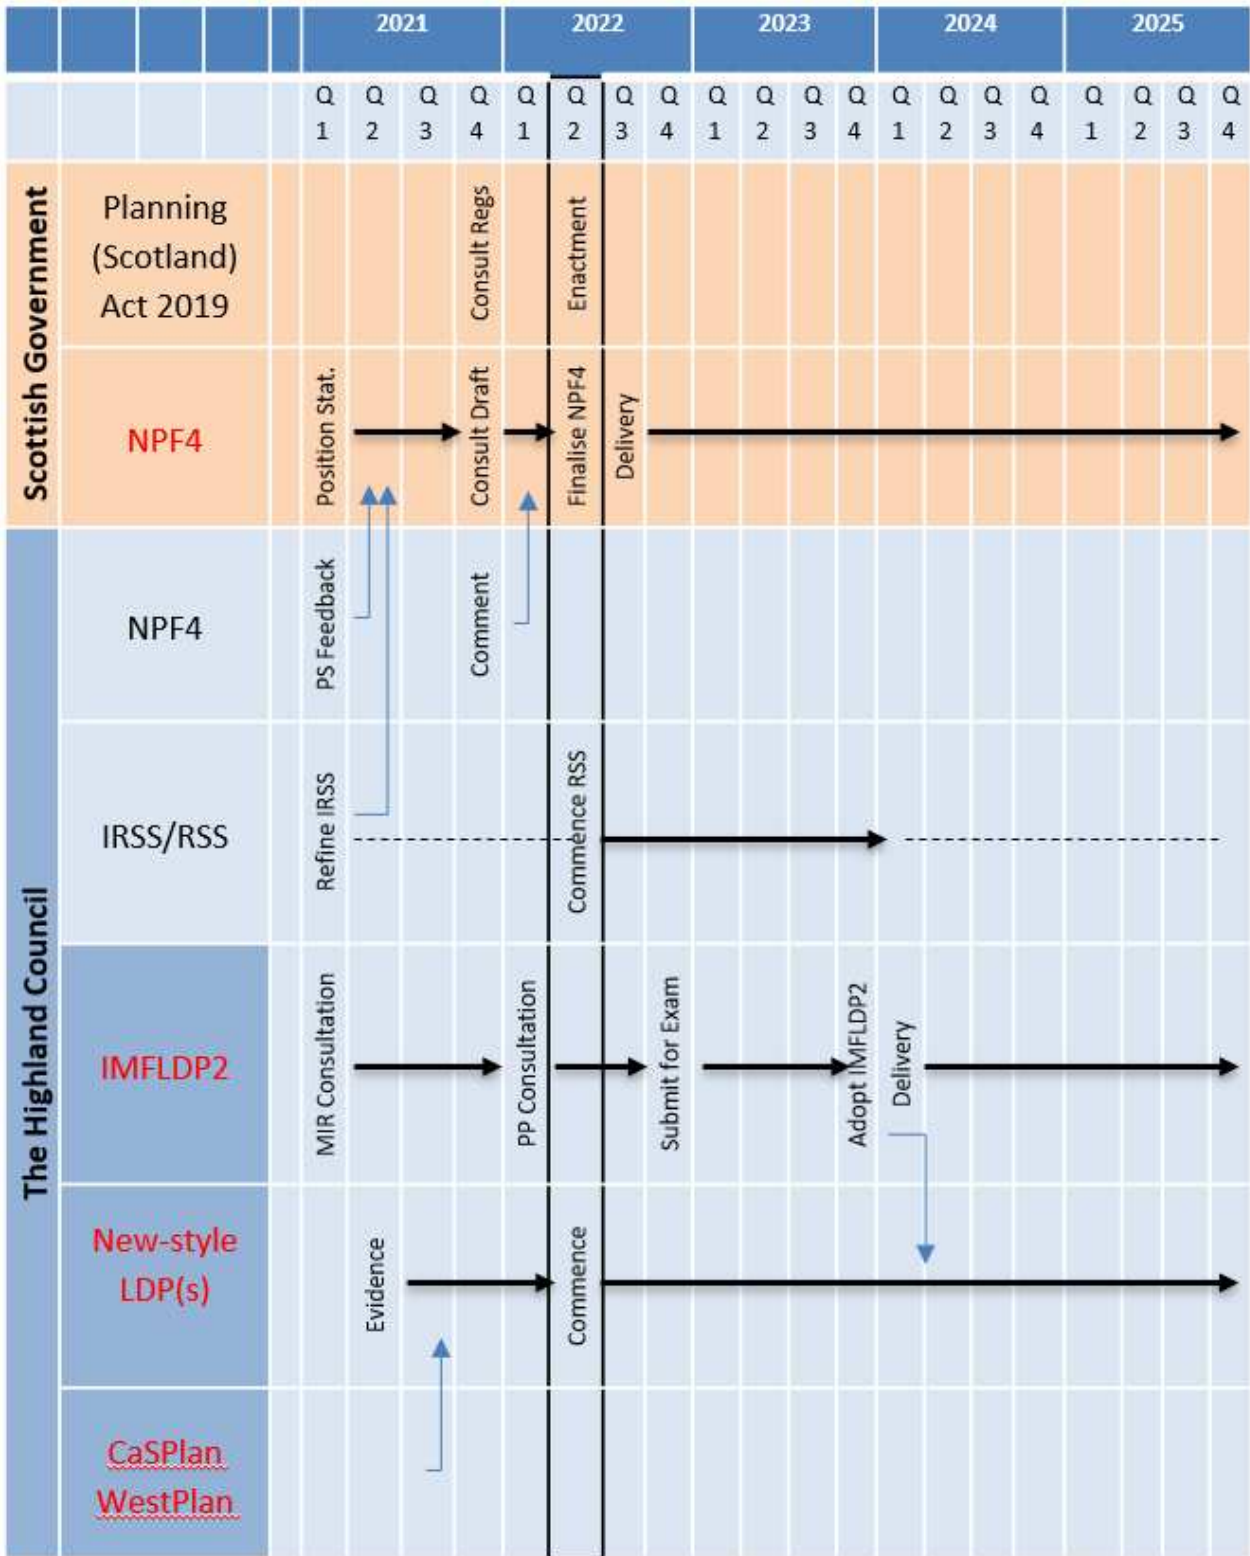 2021 2022 2023 2024 2025
Q Q Q Q Q Q Q Q Q Q Q Q Q Q Q Q Q Q Q Q
1 2 3 4 1 2 3 4 1 2 3 4 1 2 3 4 1 2 3 4
Scottish Government
Planning
(Scotland)
Act 2019
Consult Regs
Enactment
NPF4
Position Stat.
Consult Draft
Finalise NPF4
Delivery
The Highland Council
NPF4
PS Feedback
Comment
IRSS/RSS
Refine IRSS
Commence RSS
IMFLDP2
MIR Consultation
PP Consultation
Submit for Exam
Adopt IMFLDP2
Delivery
New-style
LDP(s)
Evidence
Commence
CaSPlan
WestPlan